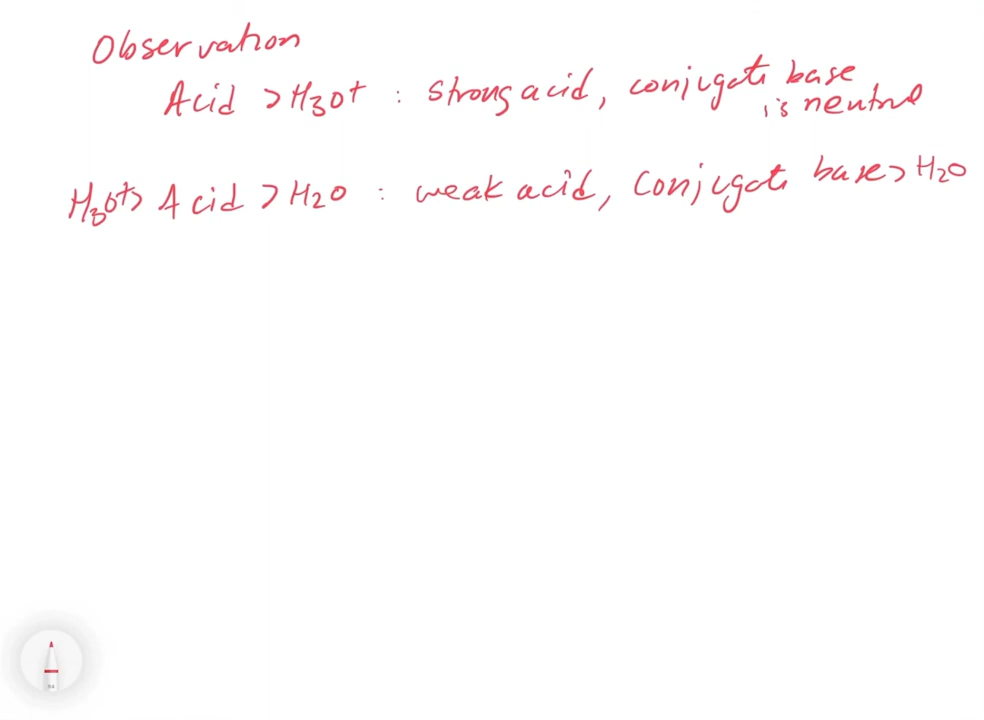 Observation
Acid > H3O+ : strong acid, conjugate base
is neutral
H3O+> Acid > H2O : weak acid, Conjugate base > H2O